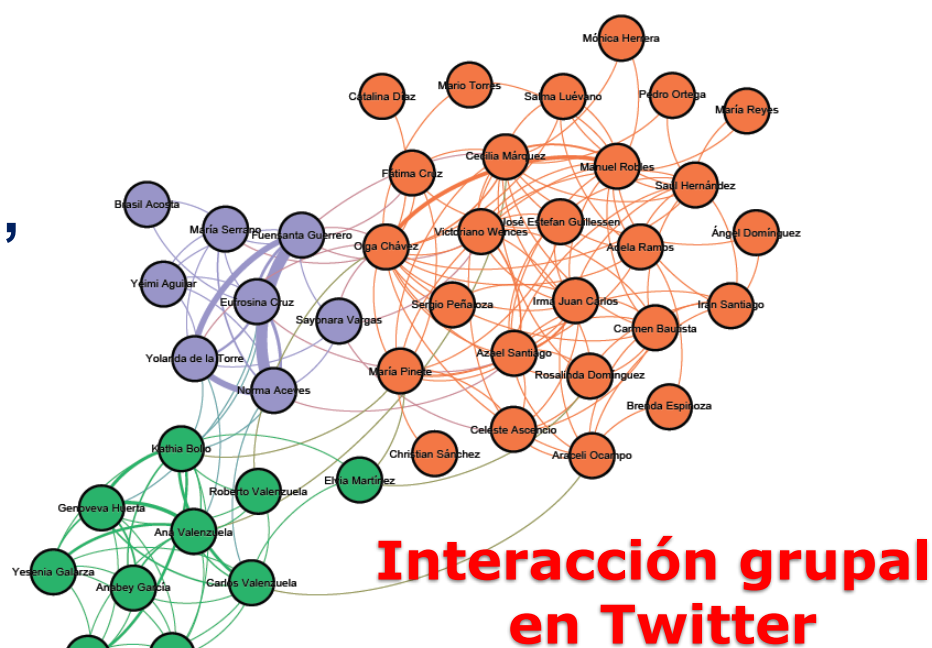 ,
Mónica Herrera
Mario Torres
Catalina Díaz
Salma Luévano
Pedro Ortega
María Reyes
Cecilia Márquez
Manuel Robles
Fátima Cruz
Saúl Hernández
Brasil Acosta
María Serrano
Fuensanta Guerrero
José Estefan Guillessen
Victoriano Wences
Ángel Domínguez
Olga Chávez
Adela Ramos
Yeimi Aguilar
Eufrosina Cruz
Sergio Peñaloza
Irma Juan Carlos
Irán Santiago
Sayonara Vargas
Carmen Bautista
Yolanda de la Torre
Azael Santiago
María Pinete
Rosalinda Domínguez
Norma Aceves
Brenda Espinoza
Celeste Ascencio
Kathia Bolio
Christian Sánchez
Araceli Ocampo
Elvia Martínez
Roberto Valenzuela
Genoveva Huerta
Ana Valenzuela
Interacción grupal
Yesenia Galarza
Anabey García
Carlos Valenzuela
en Twitter